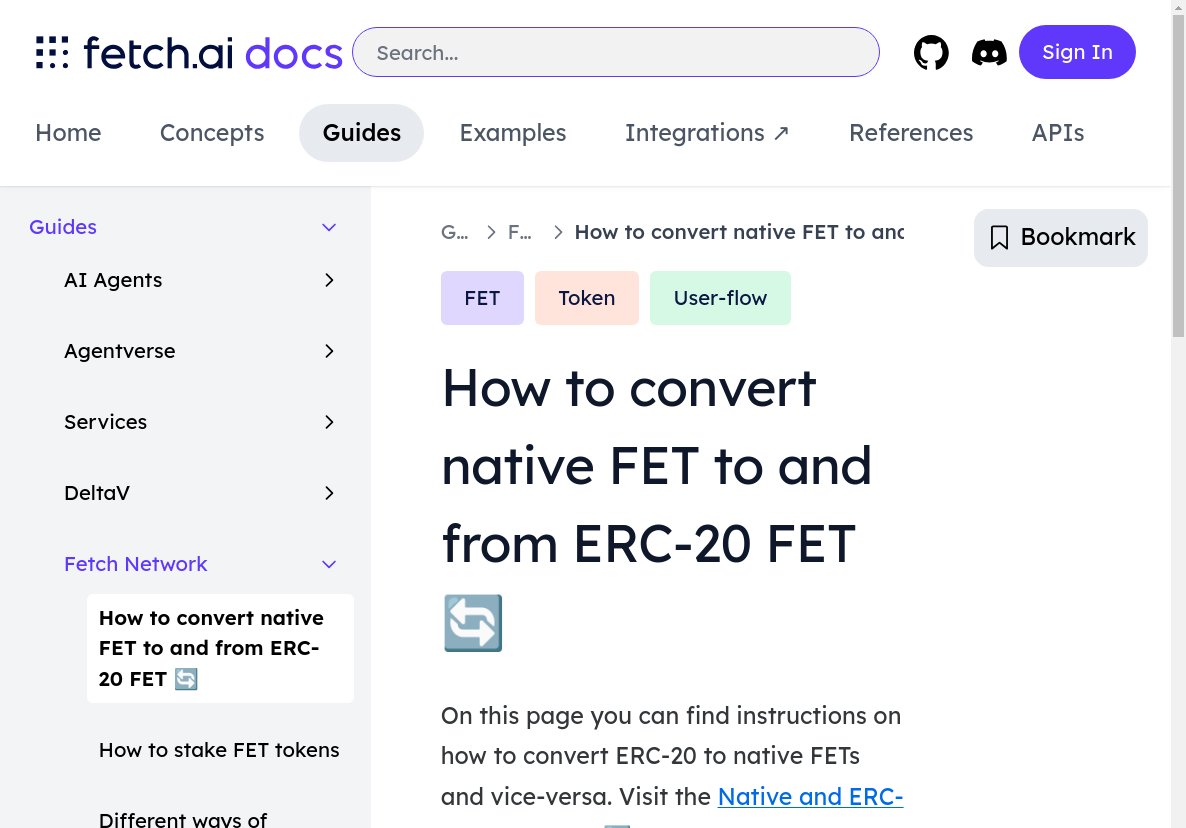 fetch.ai docs
Search...
Sign In
Home Concepts Guides Examples Integrations ↗ References APIs
Guides
AI Agents
Agentverse
Services
DeltaV
Fetch Network
How to convert native
FET to and from ERC-
20 FET 🔄
How to stake FET tokens
Different ways of
G… F… How to convert native FET to and
Bookmark
FET Token User-flow
How to convert
native FET to and
from ERC-20 FET
🔄
On this page you can find instructions on
how to convert ERC-20 to native FETs
and vice-versa. Visit the Native and ERC-